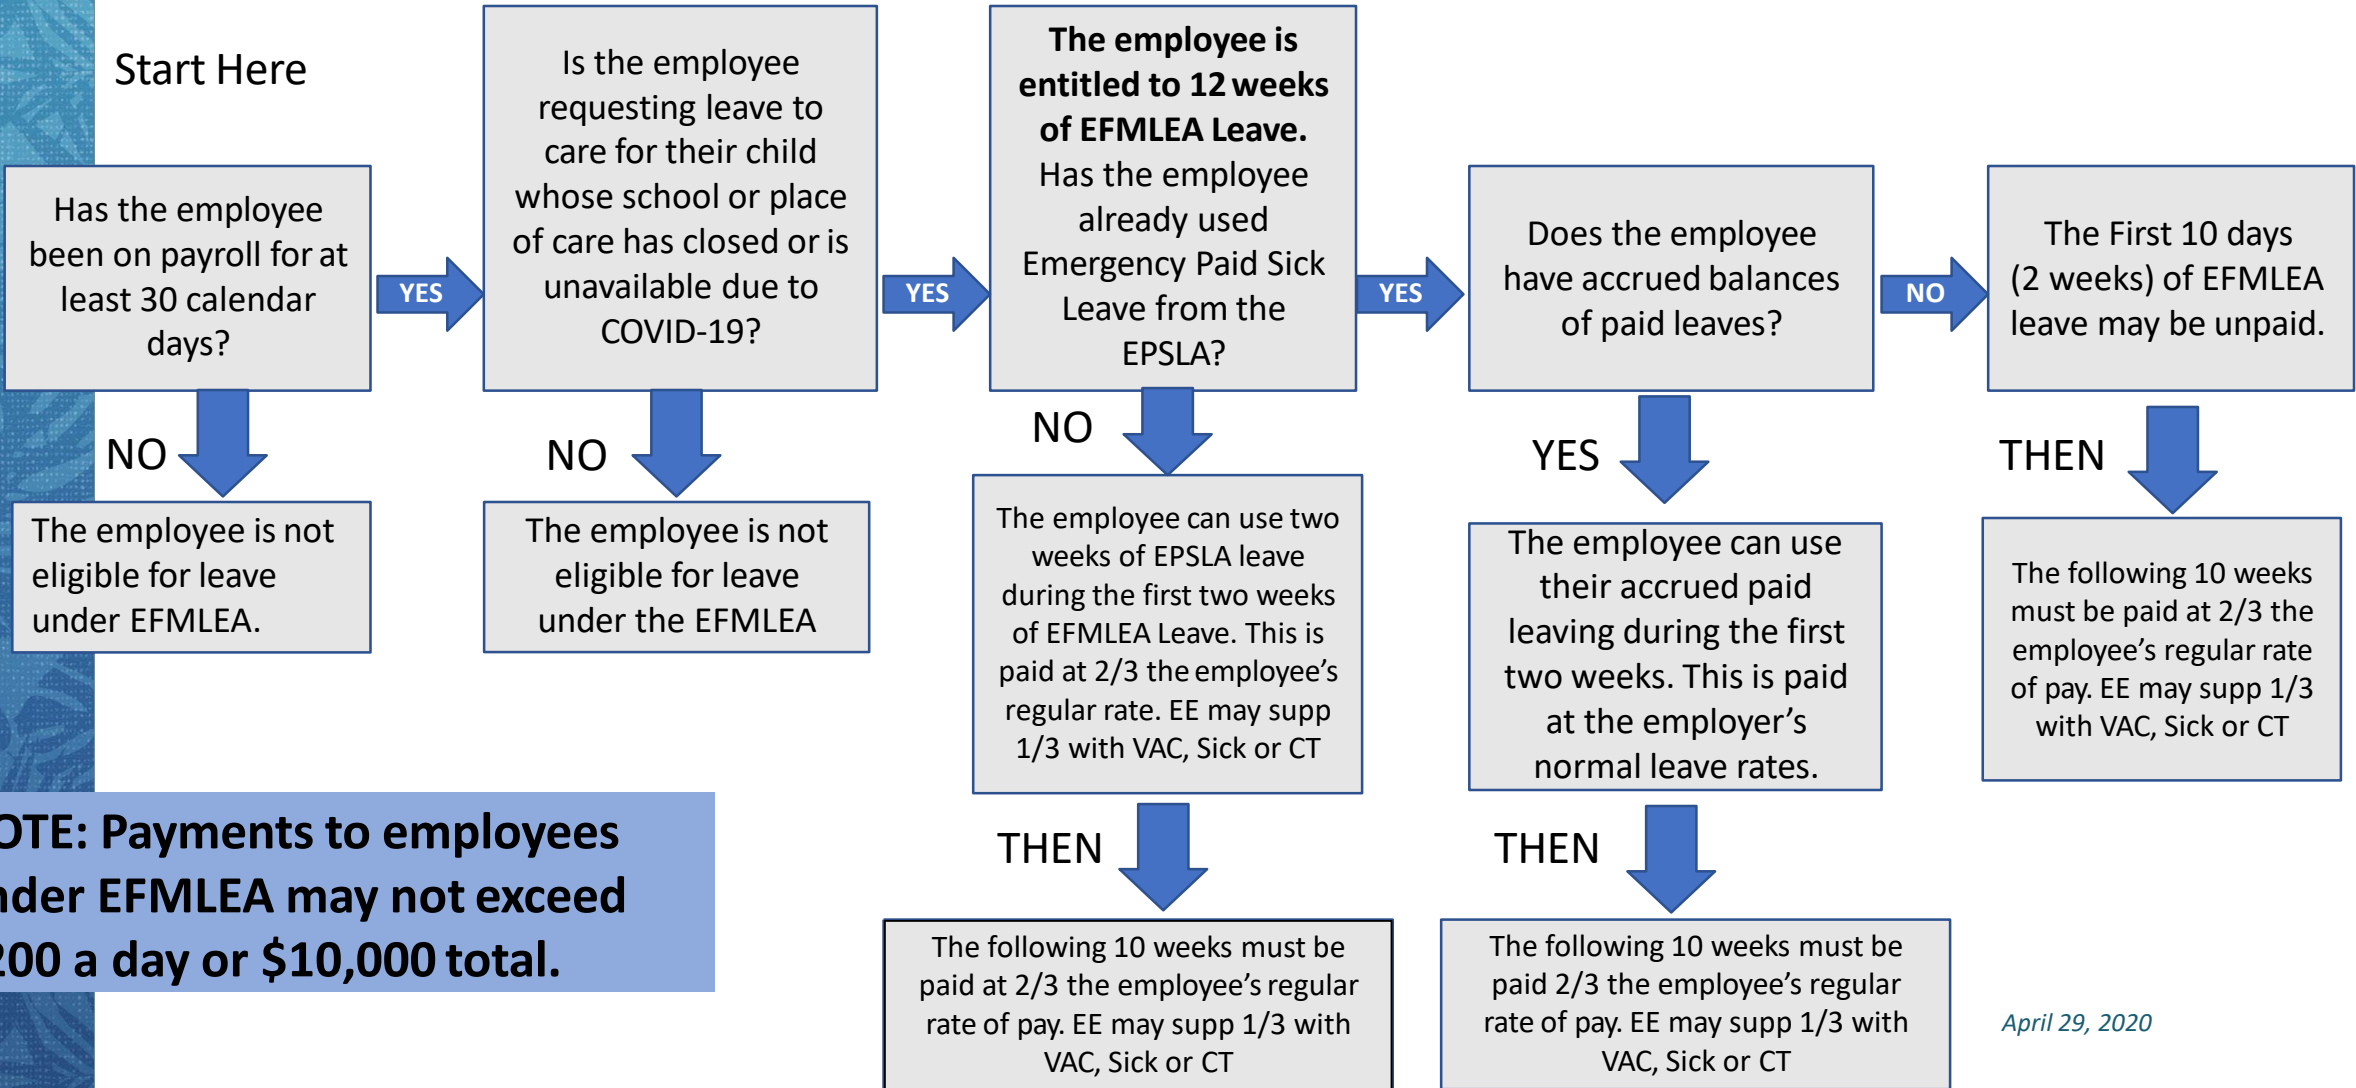 Start Here
Has the employee
been on payroll for at
least 30 calendar
days?
YES
NO
The employee is not
eligible for leave
under EFMLEA.
Is the employee
requesting leave to
care for their child
whose school or place
of care has closed or is
unavailable due to
COVID-19?
YES
NO
The employee is not
eligible for leave
under the EFMLEA
The employee is
entitled to 12 weeks
of EFMLEA Leave.
Has the employee
already used
Emergency Paid Sick
Leave from the
EPSLA?
YES
NO
The employee can use two
weeks of EPSLA leave
during the first two weeks
of EFMLEA Leave. This is
paid at 2/3 the employee's
regular rate. EE may supp
1/3 with VAC, Sick or CT
THEN
The following 10 weeks must be
paid at 2/3 the employee's regular
rate of pay. EE may supp 1/3 with
VAC, Sick or CT
Does the employee
have accrued balances
of paid leaves?
NO
YES
The employee can use
their accrued paid
leaving during the first
two weeks. This is paid
at the employer's
normal leave rates.
THEN
The following 10 weeks must be
paid 2/3 the employee's regular
rate of pay. EE may supp 1/3 with
VAC, Sick or CT
The First 10 days
(2 weeks) of EFMLEA
leave may be unpaid.
THEN
The following 10 weeks
must be paid at 2/3 the
employee's regular rate
of pay. EE may supp 1/3
with VAC, Sick or CT
OTE: Payments to employees
nder EFMLEA may not exceed
200 a day or $10,000 total.
April 29, 2020